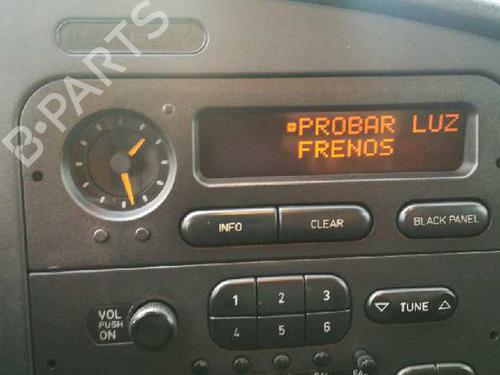 B-PARTS
PROBAR LUZ
FRENOS
INFO
CLEAR
BLACK PANEL
VOL
PUSH
ON
1 2 3
4 5 6
TUNE